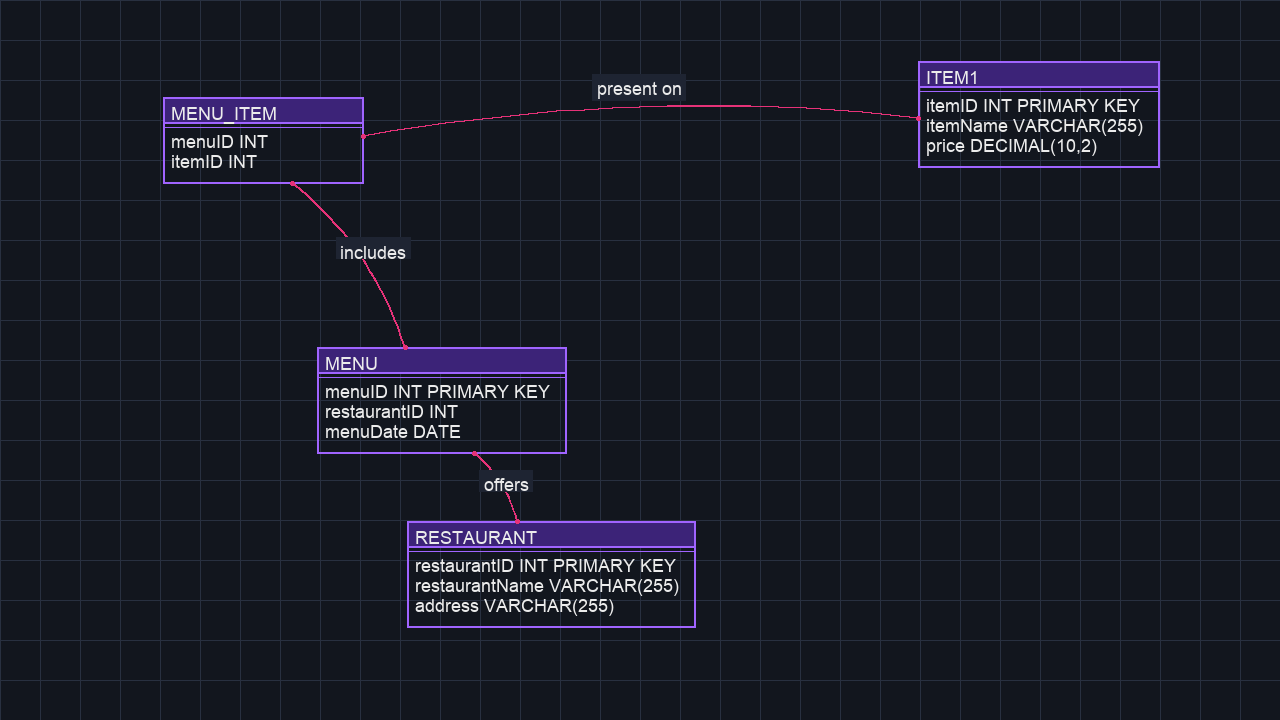 present on
ITEM1
itemID INT PRIMARY KEY
itemName VARCHAR(255)
price DECIMAL(10,2)
MENU_ITEM
menuID INT
itemID INT
includes
MENU
menuID INT PRIMARY KEY
restaurantID INT
menuDate DATE
offers
RESTAURANT
restaurantID INT PRIMARY KEY
restaurantName VARCHAR(255)
address VARCHAR(255)